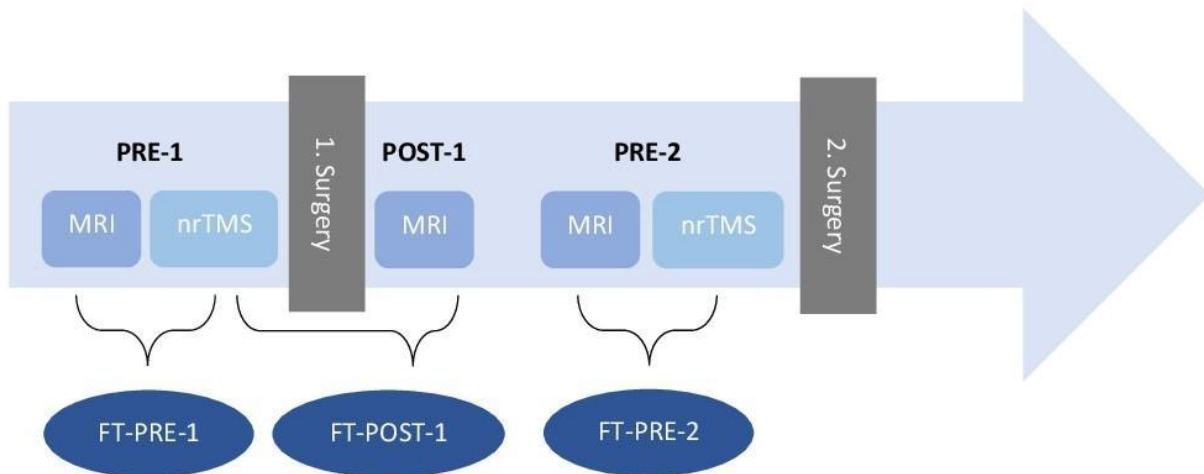 PRE-1
1. Surgery
POST-1
PRE-2
2. Surgery
MRI
nrTMS
MRI
MRI
nrTMS
FT-PRE-1
FT-POST-1
FT-PRE-2